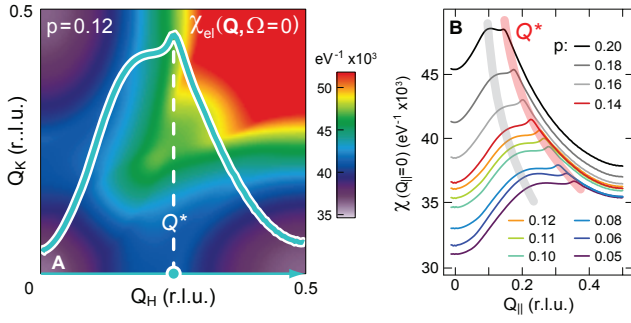 p=0.12
χel(Q,Ω=0)
0.5
Q_K (r.l.u.)
0
A
Q*
Q_H (r.l.u.)
0.5
eV⁻¹ x10³
50
45
40
35
B
Q*
p:
0.20
0.18
0.16
0.14
χ(Q||=0) (eV⁻¹ x10³)
45
40
35
30
0.12
0.11
0.10
0.08
0.06
0.05
0
0.2
0.4
Q|| (r.l.u.)